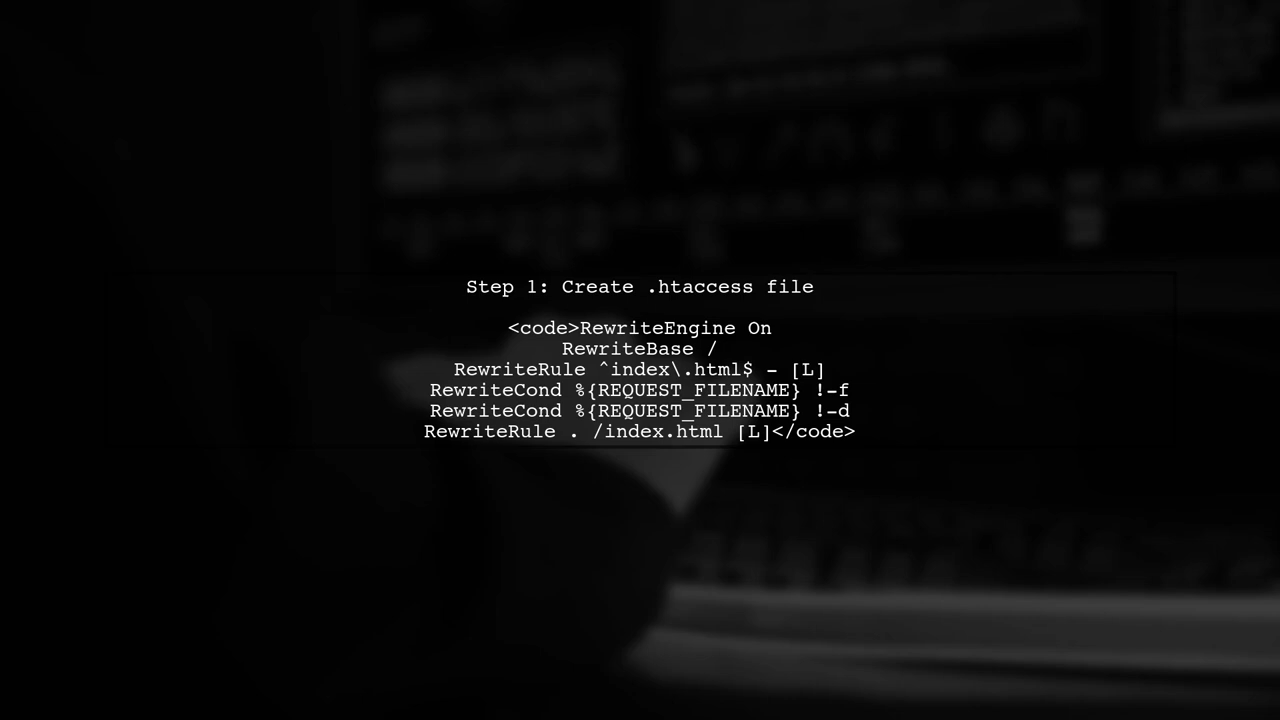 Step 1: Create .htaccess file
<code>RewriteEngine On
RewriteBase /
RewriteRule ^index\.html$ - [L]
RewriteCond %{REQUEST_FILENAME} !-f
RewriteCond %{REQUEST_FILENAME} !-d
RewriteRule . /index.html [L]</code>